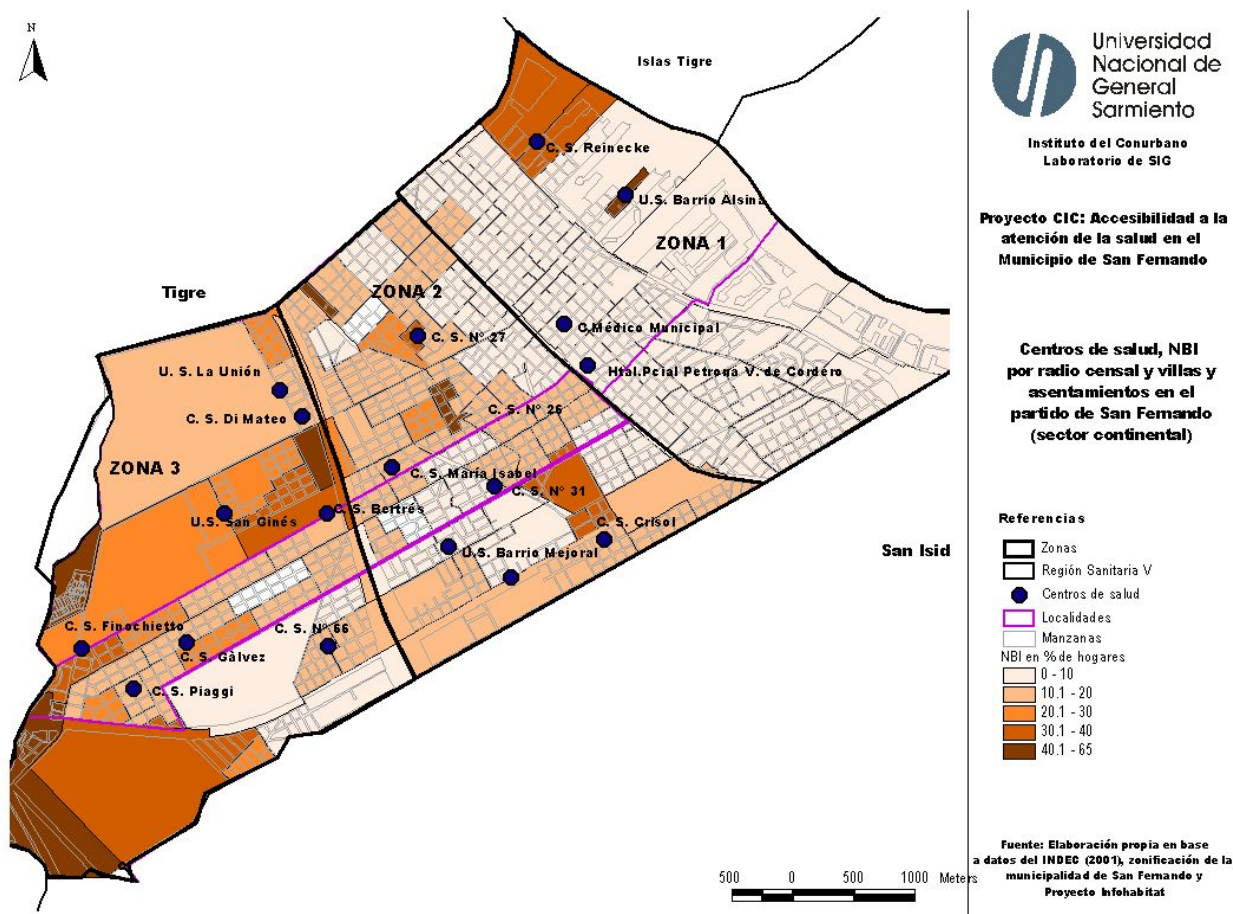 N
Islas Tigre
C. S. Reinecke
U.S. Barrio Alsina
ZONA 1
Tigre
ZONA 2
C. S. N° 27
C.Médico Municipal
Htal.Pcial Petrona V. de Cordero
U. S. La Unión
C. S. Di Mateo
C. S. N° 26
ZONA 3
C. S. María Isabel
C. S. N° 31
U.S. San Ginés
C. S. Bertrés
C. S. Crisol
U.S. Barrio Mejoral
San Isid
C. S. Finochietto
C. S. N° 66
C. S. Gàlvez
C. S. Piaggi
500 0 500 1000 Meters
Universidad
Nacional de
General
Sarmiento
Instituto del Conurbano
Laboratorio de SIG
Proyecto CIC: Accesibilidad a la
atención de la salud en el
Municipio de San Fernando
Centros de salud, NBI
por radio censal y villas y
asentamientos en el
partido de San Fernando
(sector continental)
Referencias
Zonas
Región Sanitaria V
Centros de salud
Localidades
Manzanas
NBI en % de hogares
0 - 10
10.1 - 20
20.1 - 30
30.1 - 40
40.1 - 65
Fuente: Elaboración propia en base
a datos del INDEC (2001), zonificación de la
municipalidad de San Fernando y
Proyecto Infohabitat